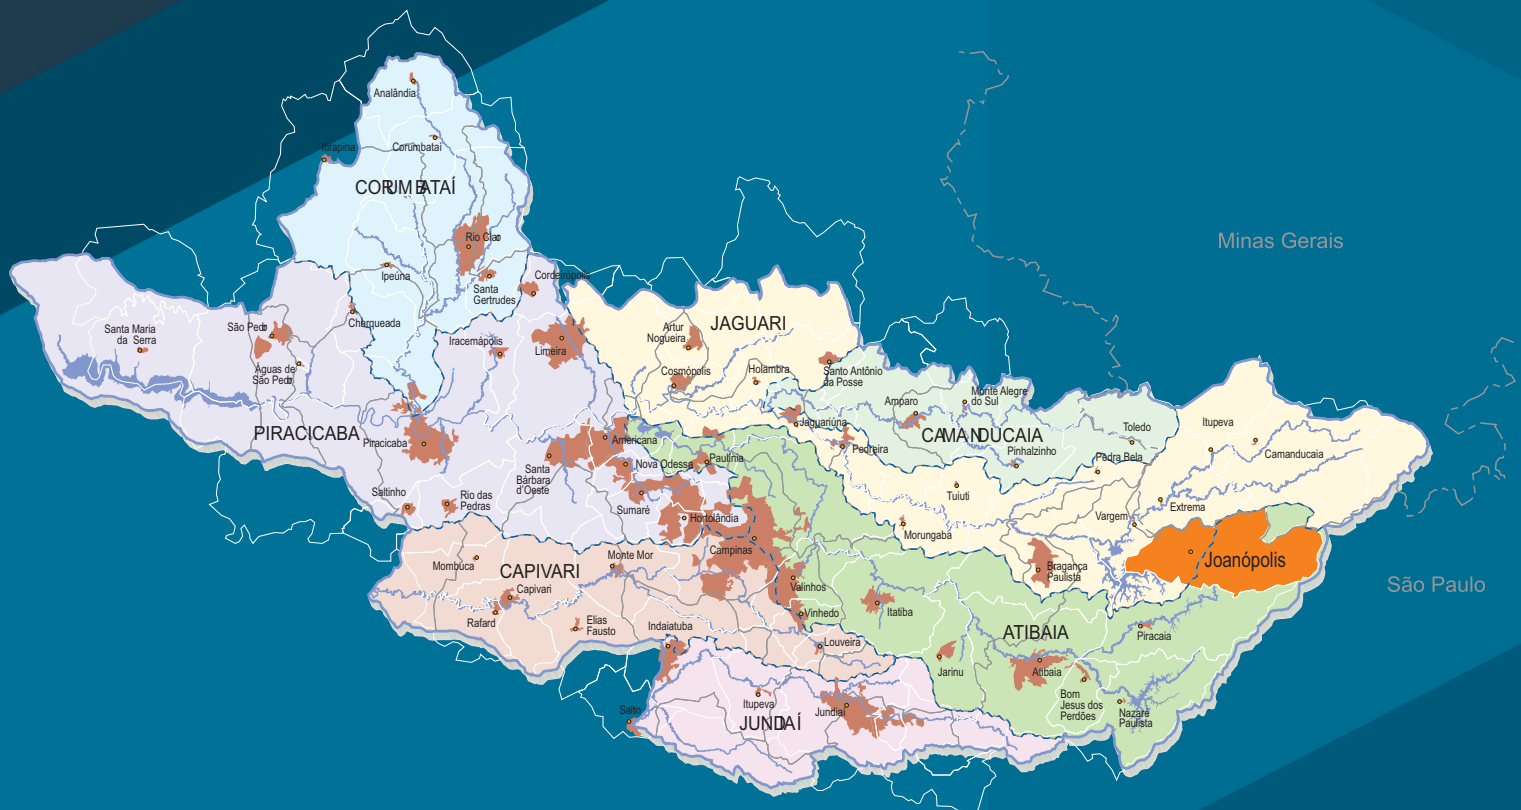 Analândia
Corumbataí
Itirapina
CORUMBATAÍ
Rio Claro
Ipeúna
Santa
Gertrudes
Cordeirópolis
Charqueada
Santa Maria
da Serra
São Pedro
Águas de
São Pedro
Iracemápolis
Limeira
PIRACICABA
Piracicaba
Saltinho
Rio das
Pedras
Santa
Bárbara
d'Oeste
Americana
Nova Odessa
Sumaré
Hortolândia
Paulínia
Campinas
JAGUARI
Artur
Nogueira
Cosmópolis
Holambra
Santo Antônio
da Posse
Jaguariúna
Pedreira
Amparo
Monte Alegre
do Sul
CAMANDUCAIA
Pinhalzinho
Toledo
Pedra Bela
Tuiuti
Morungaba
Itupeva
Camanducaia
Extrema
Vargem
Bragança
Paulista
Joanópolis
Minas Gerais
São Paulo
Mombuca
CAPIVARI
Capivari
Rafard
Elias
Fausto
Monte Mor
Indaiatuba
Valinhos
Vinhedo
Louveira
Itatiba
ATIBAIA
Piracaia
Jarinu
Atibaia
Bom
Jesus dos
Perdões
Nazaré
Paulista
Salto
Itupeva
Jundiaí
JUNDIAÍ